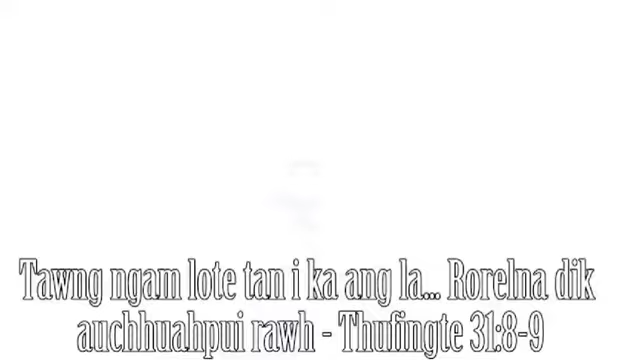 Tawng ngam lote tan i ka ang la... Rorelna dik
auchhuahpui rawh - Thufingte 31:8-9